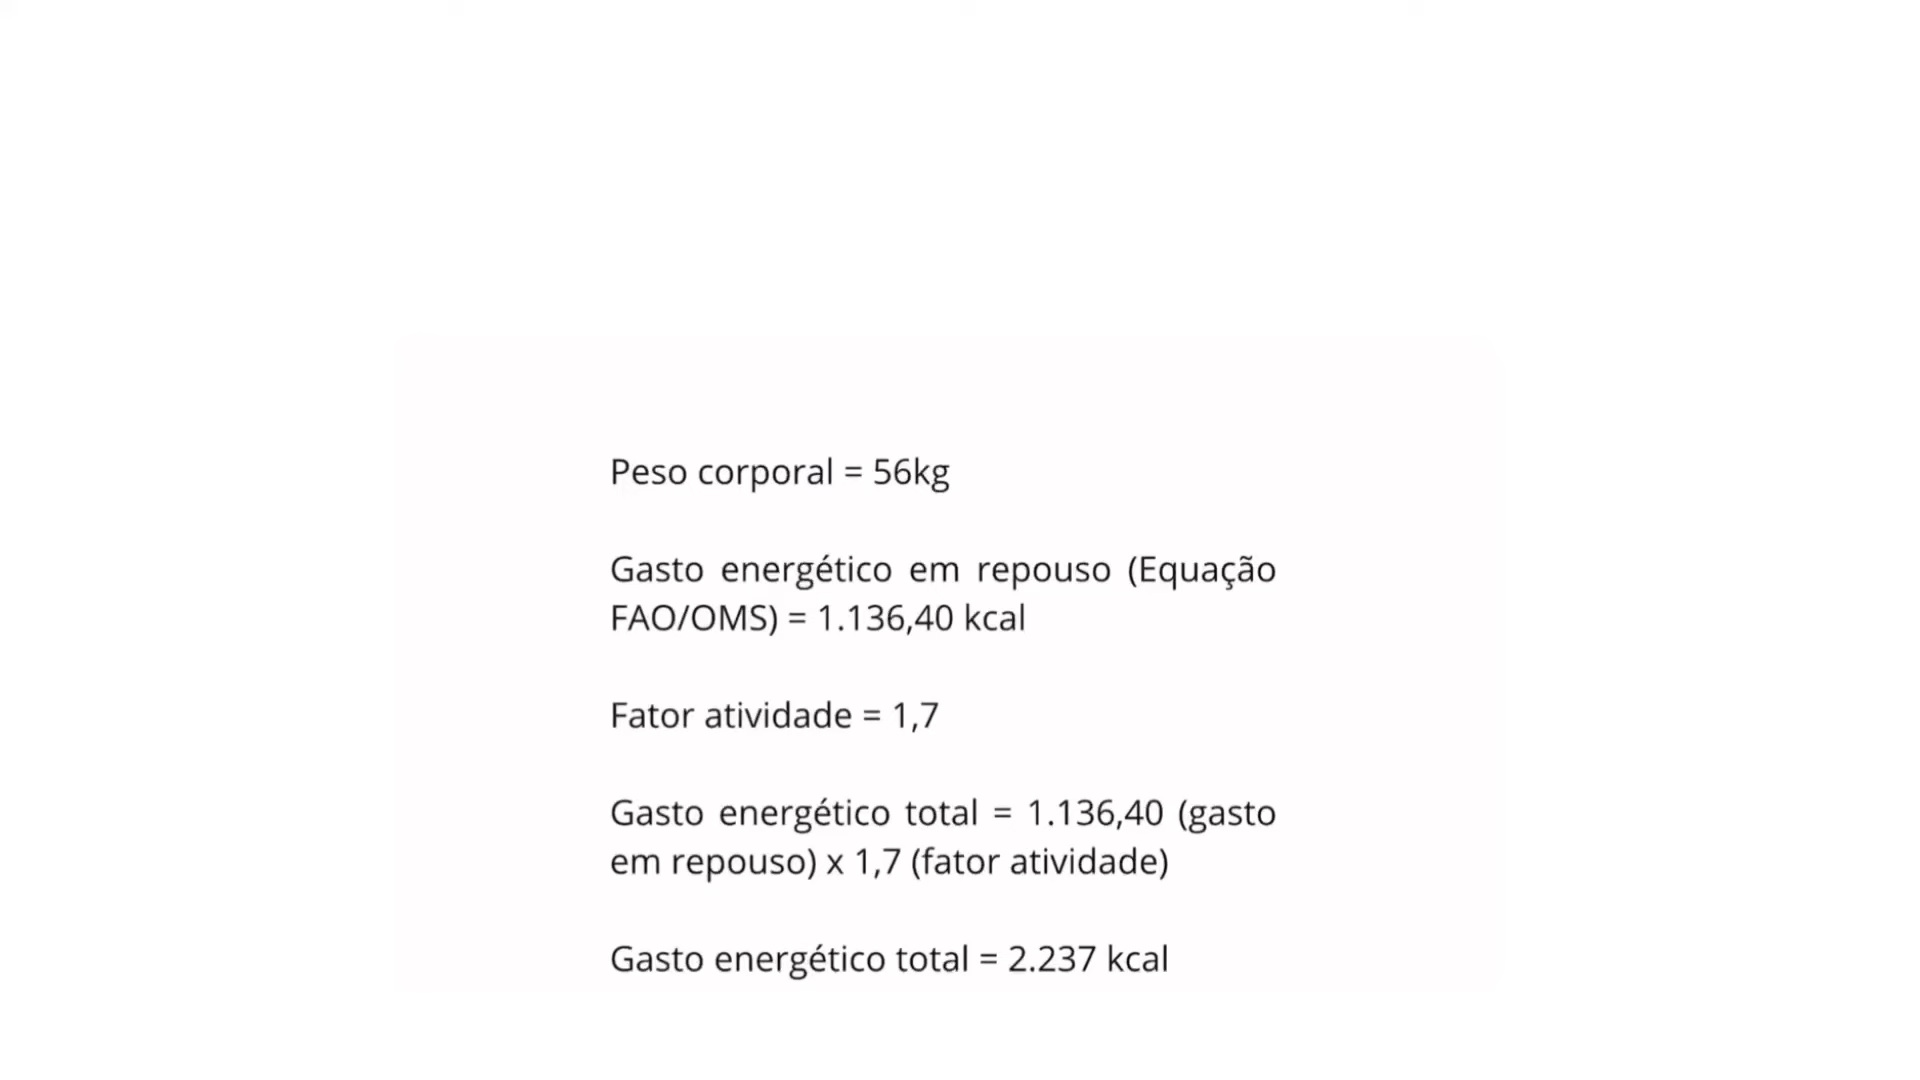 Peso corporal = 56kg
Gasto energético em repouso (Equação
FAO/OMS) = 1.136,40 kcal
Fator atividade = 1,7
Gasto energético total = 1.136,40 (gasto
em repouso) x 1,7 (fator atividade)
Gasto energético total = 2.237 kcal